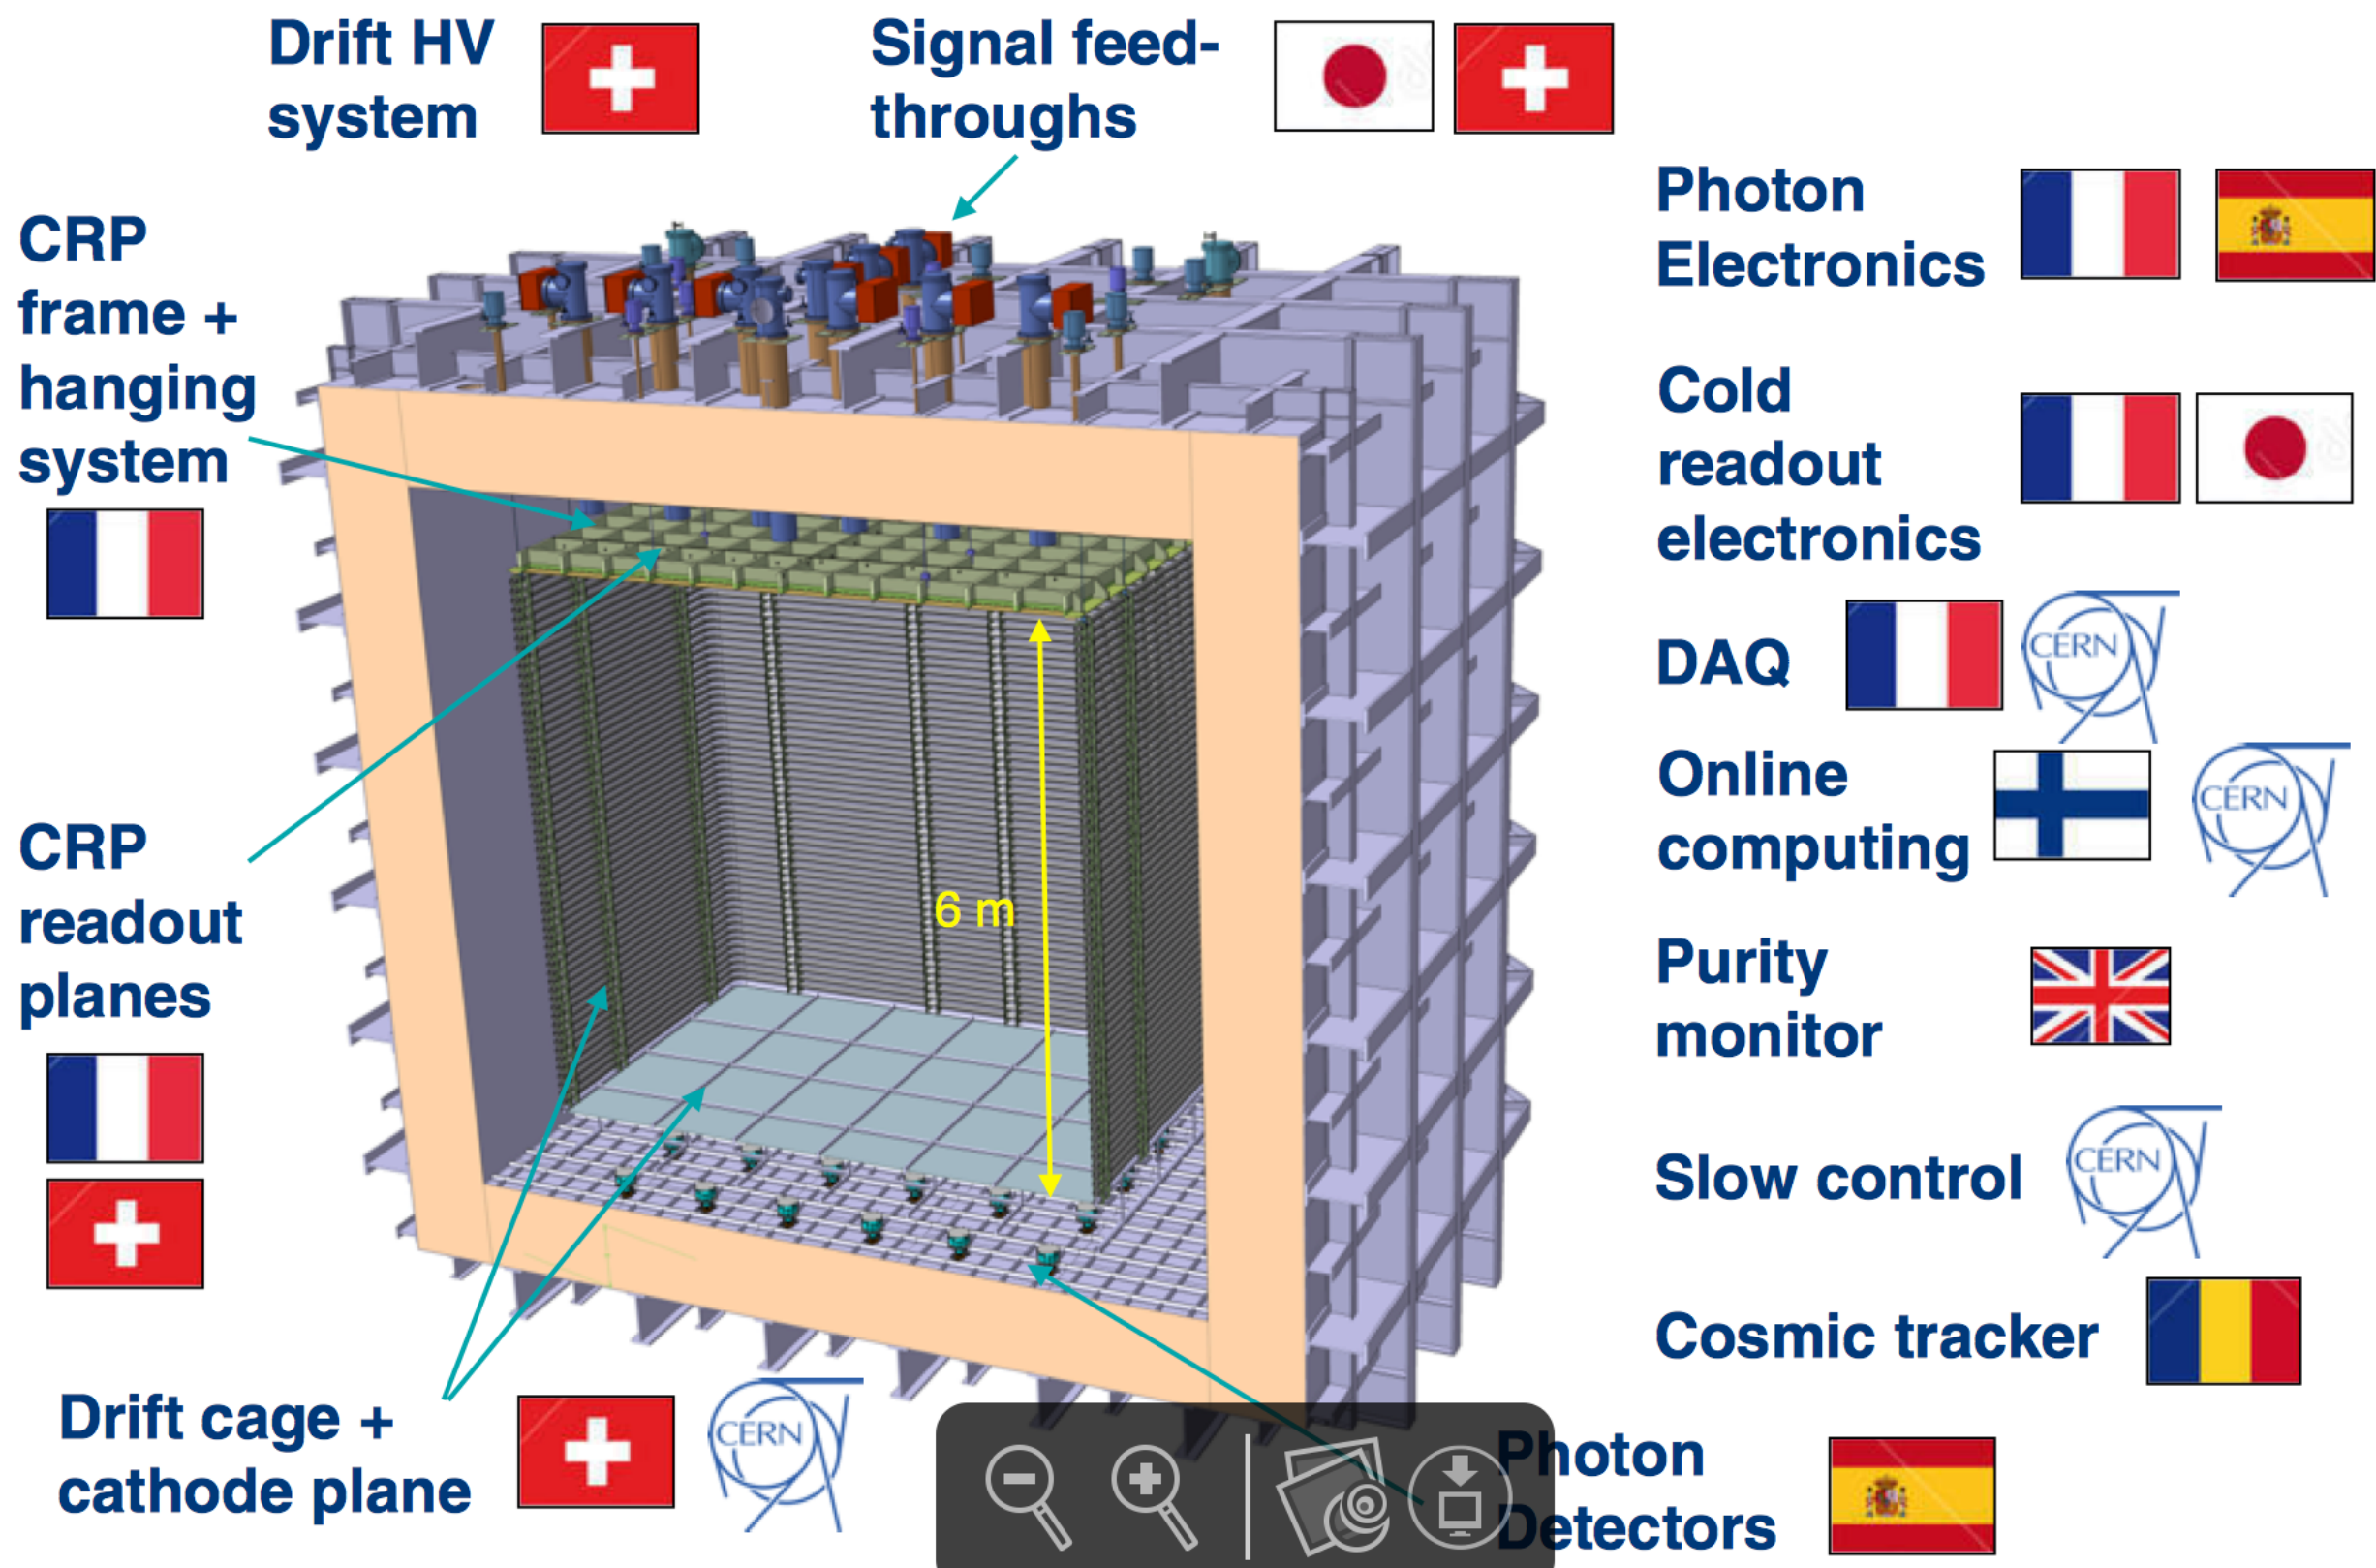 Drift HV
system
Signal feed-
throughs
CRP
frame +
hanging
system
CRP
readout
planes
Drift cage +
cathode plane
CERN
6 m
Photon
Electronics
Cold
readout
electronics
DAQ
CERN
Online
computing
CERN
Purity
monitor
Slow control
CERN
Cosmic tracker
Photon
Detectors